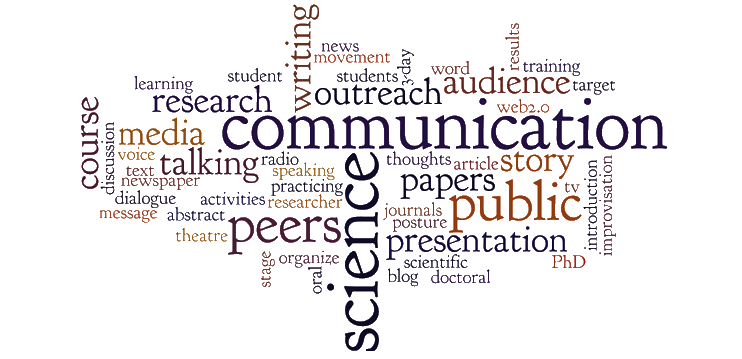 writing
news
movement
3-day
results
learning
student
students
word
training
research
outreach
audience
target
web2.0
course
discussion
media
communication
voice
text
newspaper
talking
radio
speaking
practicing
science
thoughts
article
story
papers
tv
introduction
improvisation
dialogue
activities
researcher
message
abstract
journals
posture
public
theatre
peers
presentation
stage
organize
oral
scientific
PhD
blog
doctoral